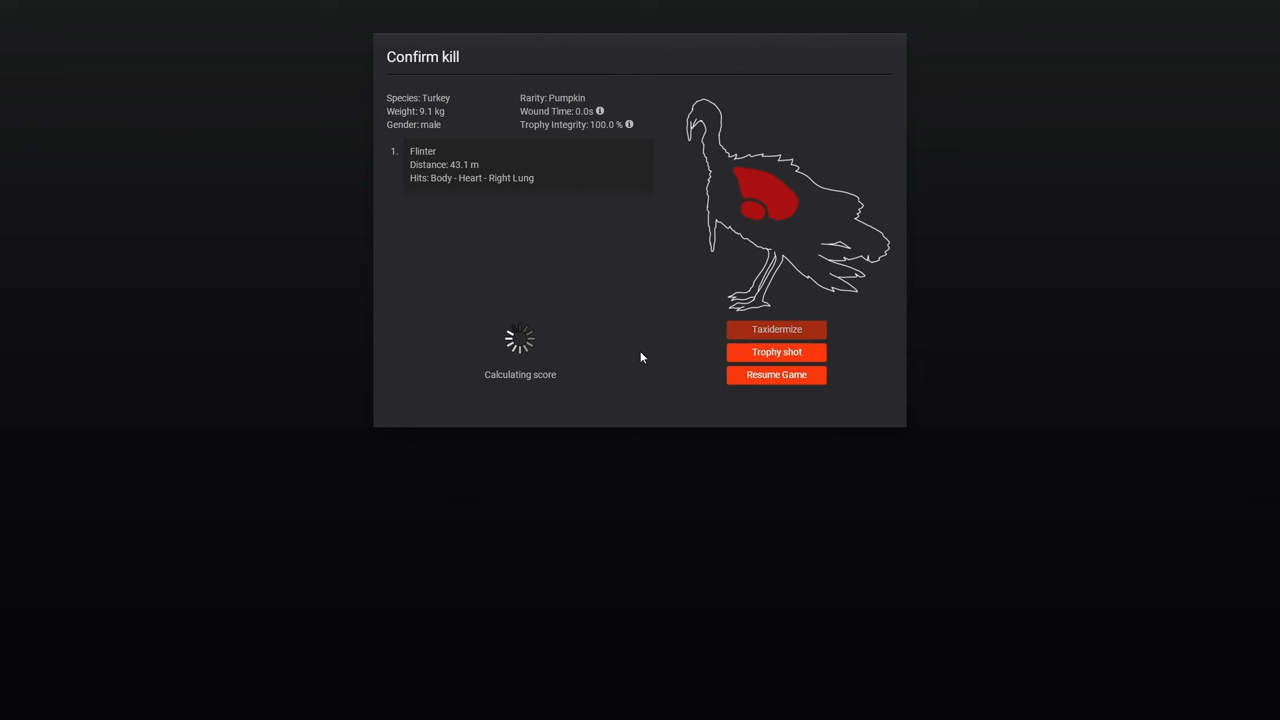 Confirm kill
Species: Turkey
Weight: 9.1 kg
Gender: male
Rarity: Pumpkin
Wound Time: 0.0s
Trophy Integrity: 100.0 %
1. Flinter
Distance: 43.1 m
Hits: Body - Heart - Right Lung
Calculating score
Taxidermize
Trophy shot
Resume Game